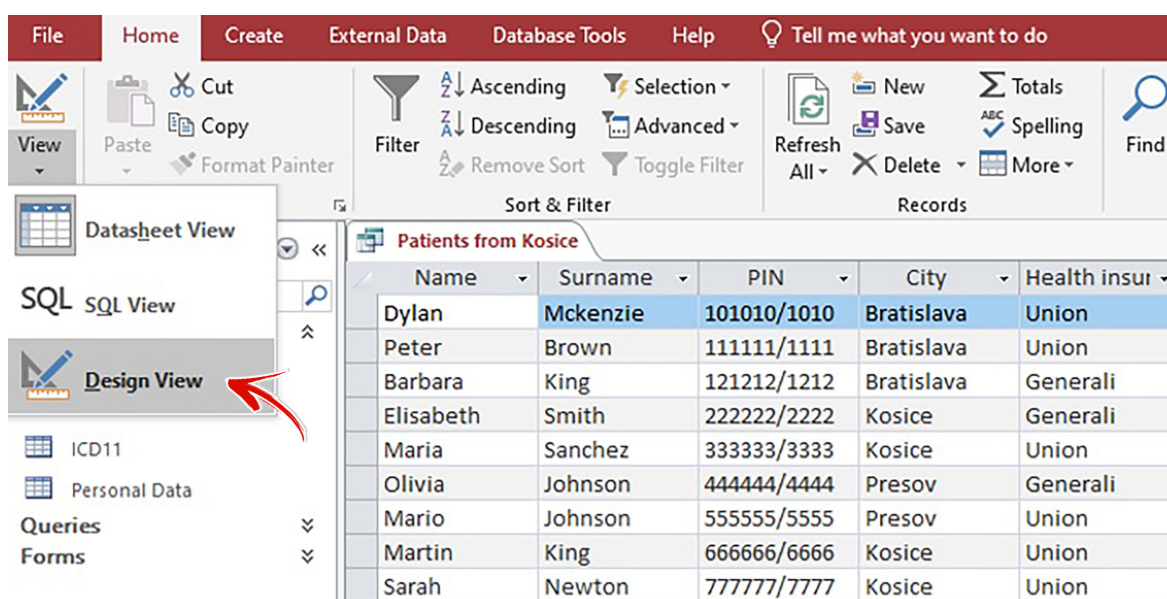 File Home Create External Data Database Tools Help Tell me what you want to do
View
Paste
Cut
Copy
Format Painter
Filter
Ascending
Descending
Remove Sort
Selection
Advanced
Toggle Filter
Sort & Filter
Refresh
All
New
Save
Delete
Totals
ABC Spelling
More
Records
Find
Datasheet View
SQL SQL View
Design View
ICD11
Personal Data
Queries
Forms
Patients from Kosice
Name Surname PIN City Health insur
Dylan Mckenzie 101010/1010 Bratislava Union
Peter Brown 111111/1111 Bratislava Union
Barbara King 121212/1212 Bratislava Generali
Elisabeth Smith 222222/2222 Kosice Generali
Maria Sanchez 333333/3333 Kosice Union
Olivia Johnson 444444/4444 Presov Generali
Mario Johnson 555555/5555 Presov Union
Martin King 666666/6666 Kosice Union
Sarah Newton 777777/7777 Kosice Union